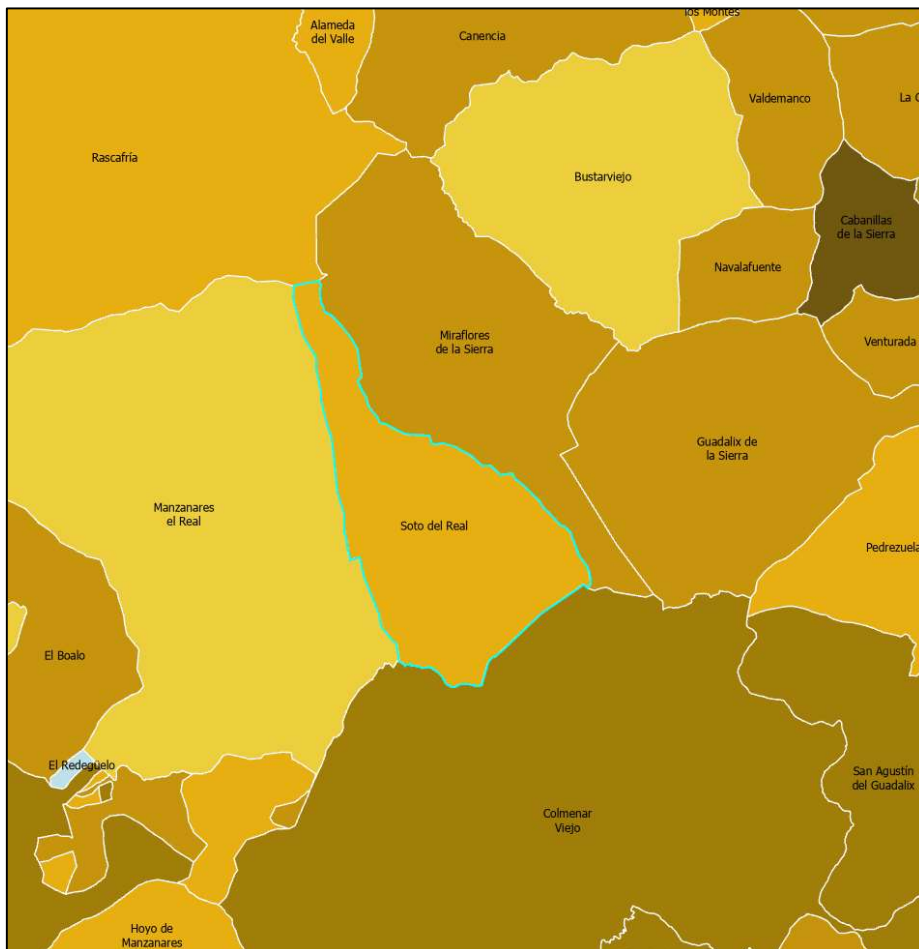 los Montes
Alameda
del Valle
Canencia
Valdemanco
La
Rascafría
Bustarviejo
Cabanillas
de la Sierra
Navalafuente
Miraflores
de la Sierra
Venturada
Guadalix de
la Sierra
Manzanares
el Real
Soto del Real
Pedrezuela
El Boalo
El Redegüelo
San Agustín
del Guadalix
Colmenar
Viejo
Hoyo de
Manzanares